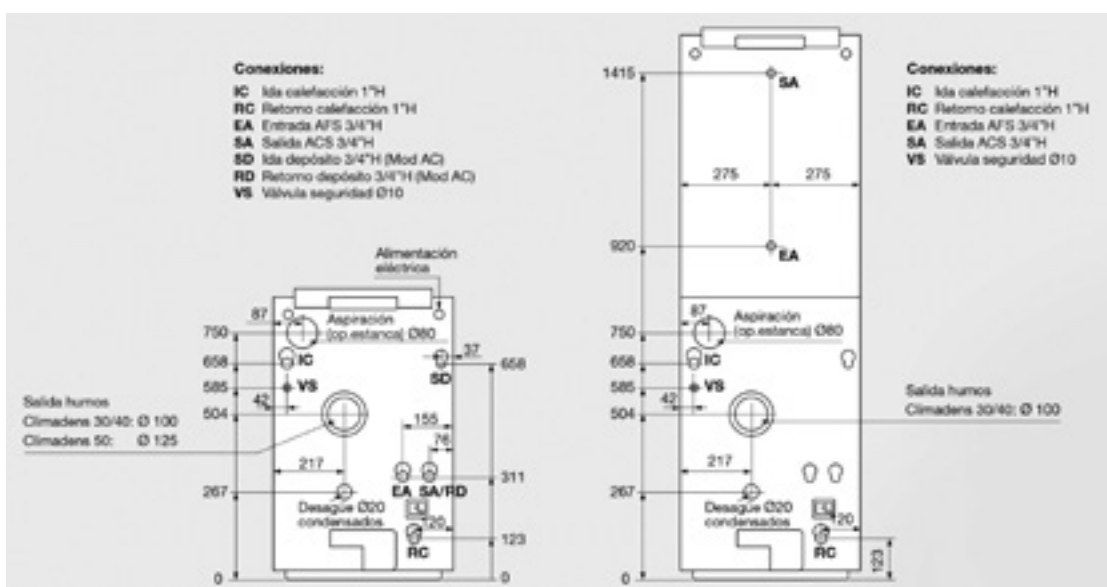 Conexiones:
IC Ida calefacción 1"H
RC Retorno calefacción 1"H
EA Entrada AFS 3/4"H
SA Salida ACS 3/4"H
SD Ida depósito 3/4"H (Mod AC)
RD Retorno depósito 3/4"H (Mod AC)
VS Válvula seguridad Ø10
Alimentación
eléctrica
87
Aspiración
(op.estanca) Ø80
750
IC
37
658
SD
658
585
VS
42
504
Salida humos
Climadens 30/40: Ø 100
Climadens 50: Ø 125
155
76
217
EA
SA/RD
311
267
Desagüe Ø20
condensados
120
RC
123
0
0
Conexiones:
IC Ida calefacción 1"H
RC Retorno calefacción 1"H
EA Entrada AFS 3/4"H
SA Salida ACS 3/4"H
VS Válvula seguridad Ø10
1415
SA
275
275
920
EA
87
Aspiración
(op.estanca) Ø80
750
IC
658
585
VS
42
504
Salida humos
Climadens 30/40: Ø 100
217
267
Desagüe Ø20
condensados
120
RC
123
0